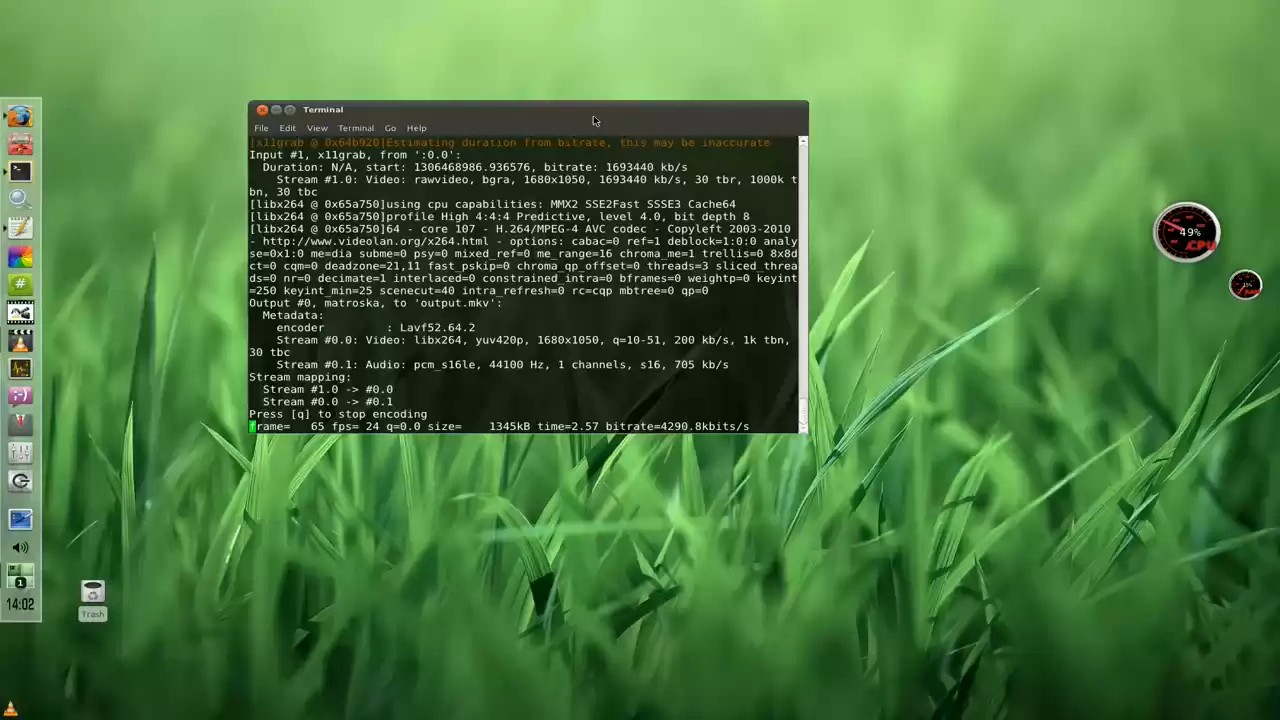 Terminal
File Edit View Terminal Go Help
[x11grab @ 0x64b920]Estimating duration from bitrate, this may be inaccurate
Input #1, x11grab, from ':0.0':
Duration: N/A, start: 1306468986.936576, bitrate: 1693440 kb/s
Stream #1.0: Video: rawvideo, bgra, 1680x1050, 1693440 kb/s, 30 tbr, 1000k t
bn, 30 tbc
[libx264 @ 0x65a750]using cpu capabilities: MMX2 SSE2Fast SSSE3 Cache64
[libx264 @ 0x65a750]profile High 4:4:4 Predictive, level 4.0, bit depth 8
[libx264 @ 0x65a750]64 - core 107 - H.264/MPEG-4 AVC codec - Copyleft 2003-2010
- http://www.videolan.org/x264.html - options: cabac=0 ref=1 deblock=1:0:0 analy
se=0x1:0 me=dia subme=0 psy=0 mixed_ref=0 me_range=16 chroma_me=1 trellis=0 8x8d
ct=0 cqm=0 deadzone=21,11 fast_pskip=0 chroma_qp_offset=0 threads=3 sliced_threa
ds=0 nr=0 decimate=1 interlaced=0 constrained_intra=0 bframes=0 weightp=0 keyint
=250 keyint_min=25 scenecut=40 intra_refresh=0 rc=cqp mbtree=0 qp=0
Output #0, matroska, to 'output.mkv':
Metadata:
encoder : Lavf52.64.2
Stream #0.0: Video: libx264, yuv420p, 1680x1050, q=10-51, 200 kb/s, 1k tbn,
30 tbc
Stream #0.1: Audio: pcm_s16le, 44100 Hz, 1 channels, s16, 705 kb/s
Stream mapping:
Stream #1.0 -> #0.0
Stream #0.0 -> #0.1
Press [q] to stop encoding
frame= 65 fps= 24 q=0.0 size= 1345kB time=2.57 bitrate=4290.8kbits/s
49%
CPU
#
1
14:02
Trash